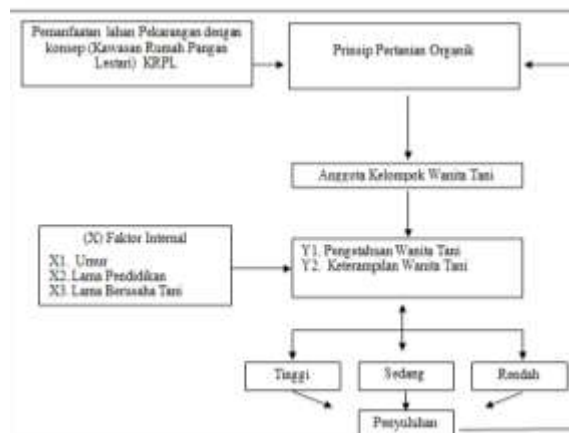 Pemanfaatan lahan Pekarangan dengan
konsep (Kawasan Rumah Pangan
Lestari) KRPL
Prinsip Pertanian Organik
Anggota Kelompok Wanita Tani
(X) Faktor Internal
X1. Umur
X2. Lama Pendidikan
X3. Lama Berusaha Tani
Y1. Pengetahuan Wanita Tani
Y2. Keterampilan Wanita Tani
Tinggi
Sedang
Rendah
Penyuluhan